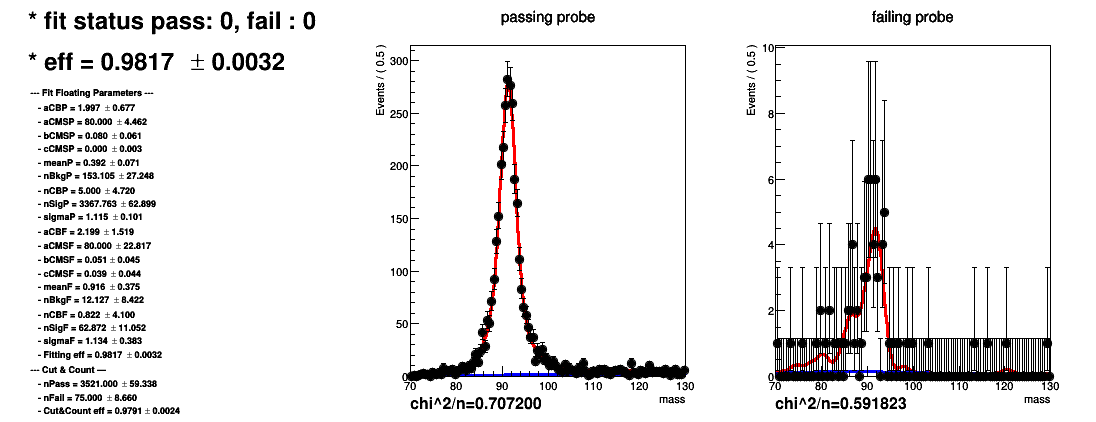 * fit status pass: 0, fail : 0
* eff = 0.9817 ± 0.0032
--- Fit Floating Parameters ---
- aCBP = 1.997 ± 0.677
- aCMSP = 80.000 ± 4.462
- bCMSP = 0.080 ± 0.061
- cCMSP = 0.000 ± 0.003
- meanP = 0.392 ± 0.071
- nBkgP = 153.105 ± 27.248
- nCBP = 5.000 ± 4.720
- nSigP = 3367.763 ± 62.899
- sigmaP = 1.115 ± 0.101
- aCBF = 2.199 ± 1.519
- aCMSF = 80.000 ± 22.817
- bCMSF = 0.051 ± 0.045
- cCMSF = 0.039 ± 0.044
- meanF = 0.916 ± 0.375
- nBkgF = 12.127 ± 8.422
- nCBF = 0.822 ± 4.100
- nSigF = 62.872 ± 11.052
- sigmaF = 1.134 ± 0.383
- Fitting eff = 0.9817 ± 0.0032
--- Cut & Count ---
- nPass = 3521.000 ± 59.338
- nFail = 75.000 ± 8.660
- Cut&Count eff = 0.9791 ± 0.0024
passing probe
Events / ( 0.5 )
300
250
200
150
100
50
0
70 80 90 100 110 120 130
mass
chi^2/n=0.707200
failing probe
Events / ( 0.5 )
10
8
6
4
2
0
70 80 90 100 110 120 130
mass
chi^2/n=0.591823